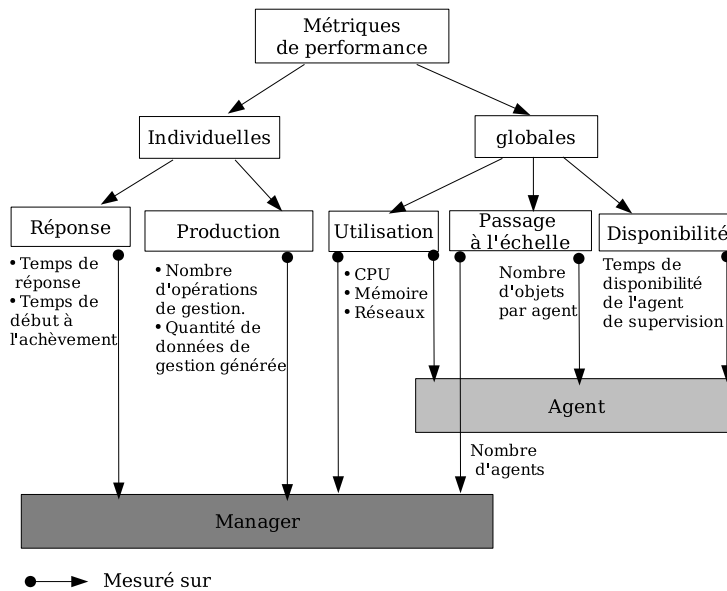 Métriques
de performance
Individuelles
globales
Réponse
Production
Utilisation
Passage
à l'échelle
Disponibilité
• Temps de
réponse
• Temps de
début à
l'achèvement
• Nombre
d'opérations
de gestion.
• Quantité de
données de
gestion générée
• CPU
• Mémoire
• Réseaux
Nombre
d'objets
par agent
Temps de
disponibilité
de l'agent
de supervision
Agent
Nombre
d'agents
Manager
Mesuré sur